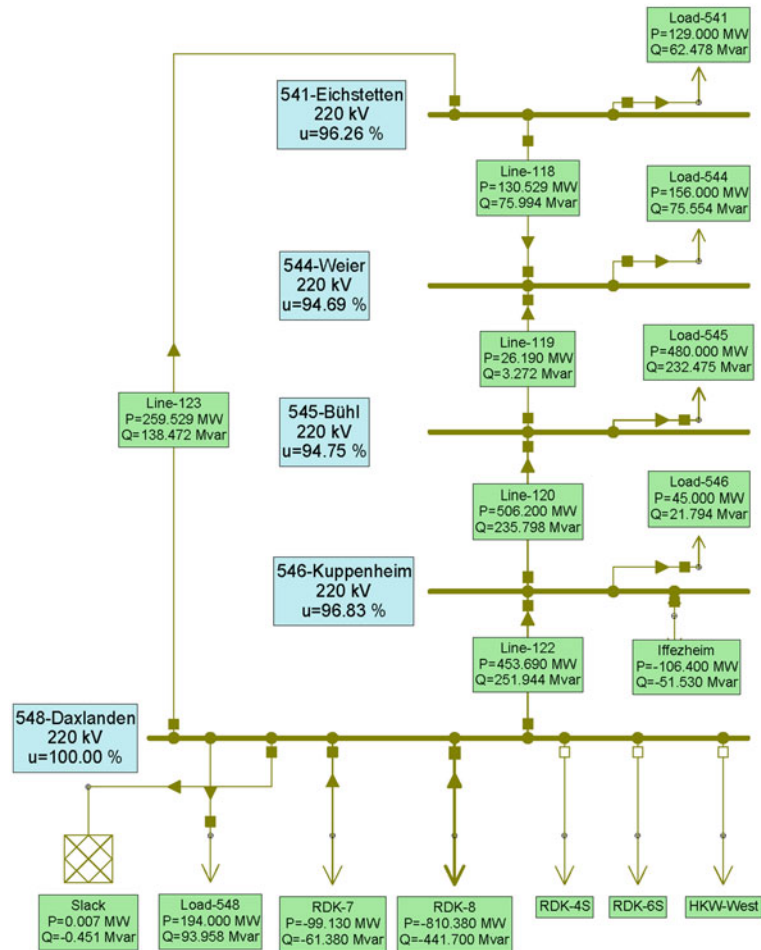 Load-541
P=129.000 MW
Q=62.478 Mvar
541-Eichstetten
220 kV
u=96.26 %
Line-118
P=130.529 MW
Q=75.994 Mvar
Load-544
P=156.000 MW
Q=75.554 Mvar
544-Weier
220 kV
u=94.69 %
Line-119
P=26.190 MW
Q=3.272 Mvar
Load-545
P=480.000 MW
Q=232.475 Mvar
Line-123
P=259.529 MW
Q=138.472 Mvar
545-Bühl
220 kV
u=94.75 %
Line-120
P=506.200 MW
Q=235.798 Mvar
Load-546
P=45.000 MW
Q=21.794 Mvar
546-Kuppenheim
220 kV
u=96.83 %
Line-122
P=453.690 MW
Q=251.944 Mvar
Iffezheim
P=-106.400 MW
Q=-51.530 Mvar
548-Daxlanden
220 kV
u=100.00 %
Slack
P=0.007 MW
Q=-0.451 Mvar
Load-548
P=194.000 MW
Q=93.958 Mvar
RDK-7
P=-99.130 MW
Q=-61.380 Mvar
RDK-8
P=-810.380 MW
Q=-441.700 Mvar
RDK-4S
RDK-6S
HKW-West